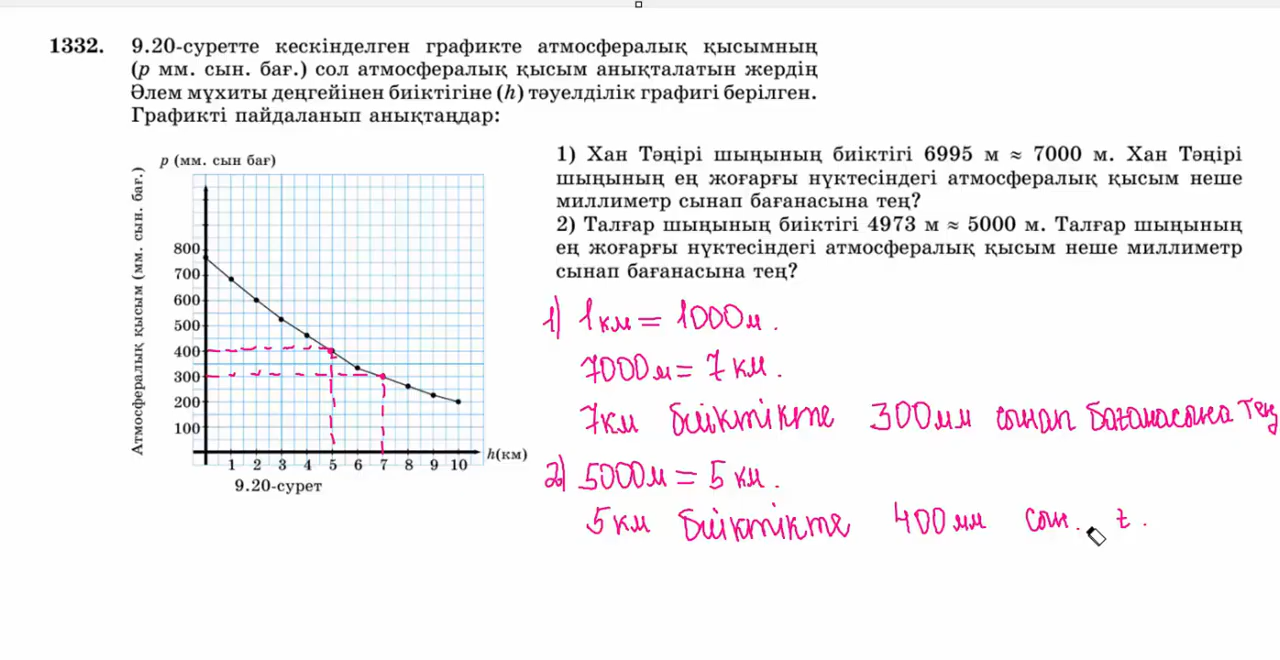 1332. 9.20-суретте кескінделген графикте атмосфералық қысымның
(p мм. сын. бағ.) сол атмосфералық қысым анықталатын жердің
Әлем мұхиты деңгейінен биіктігіне (h) тәуелділік графигі берілген.
Графикті пайдаланып анықтаңдар:
p (мм. сын бағ)
Атмосфералық қысым (мм. сын. бағ.)
800
700
600
500
400
300
200
100
1 2 3 4 5 6 7 8 9 10
h(км)
9.20-сурет
1) Хан Тәңірі шыңының биіктігі 6995 м ≈ 7000 м. Хан Тәңірі
шыңының ең жоғарғы нүктесіндегі атмосфералық қысым неше
миллиметр сынап бағанасына тең?
2) Талғар шыңының биіктігі 4973 м ≈ 5000 м. Талғар шыңының
ең жоғарғы нүктесіндегі атмосфералық қысым неше миллиметр
сынап бағанасына тең?
1) 1км = 1000м.
7000м = 7 км.
7км биіктікте 300мм сынап бағанасына тең
2) 5000м = 5 км.
5 км биіктікте 400мм сын. t.